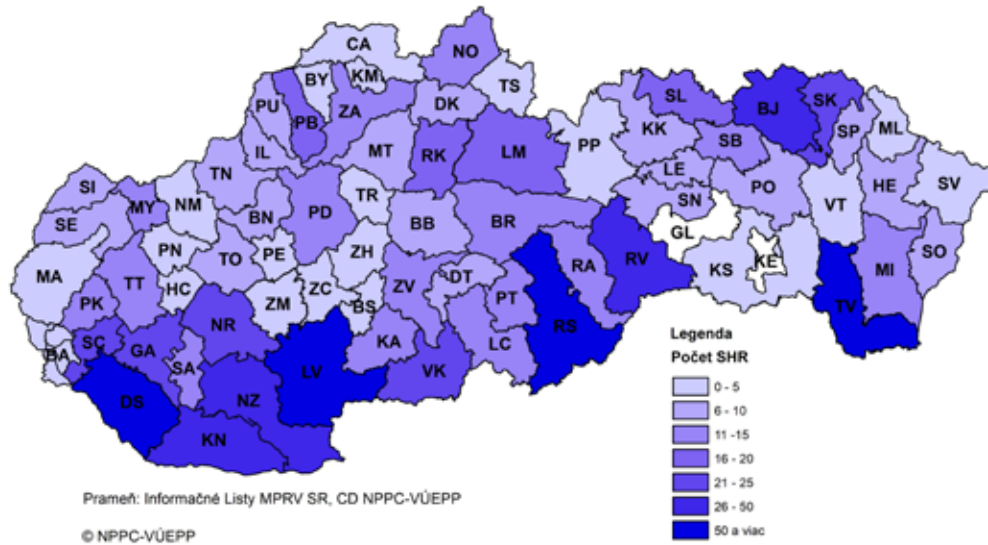 CA
NO
BY
KM
TS
PU
PB
ZA
DK
SL
BJ
SK
KK
SP
ML
IL
MT
RK
LM
PP
SB
TN
LE
PO
HE
SV
SI
MY
NM
BN
PD
TR
BB
BR
SN
VT
SE
GL
PN
TO
PE
ZH
KE
SO
MA
TT
HC
ZM
ZC
BS
ZV
DT
RA
RV
KS
MI
PK
NR
PT
TV
BA
SC
GA
SA
KA
LC
RS
LV
VK
DS
NZ
KN
Legenda
Počet SHR
0 - 5
6 - 10
11 -15
16 - 20
21 - 25
26 - 50
50 a viac
Prameň: Informačné Listy MPRV SR, CD NPPC-VÚEPP
© NPPC-VÚEPP